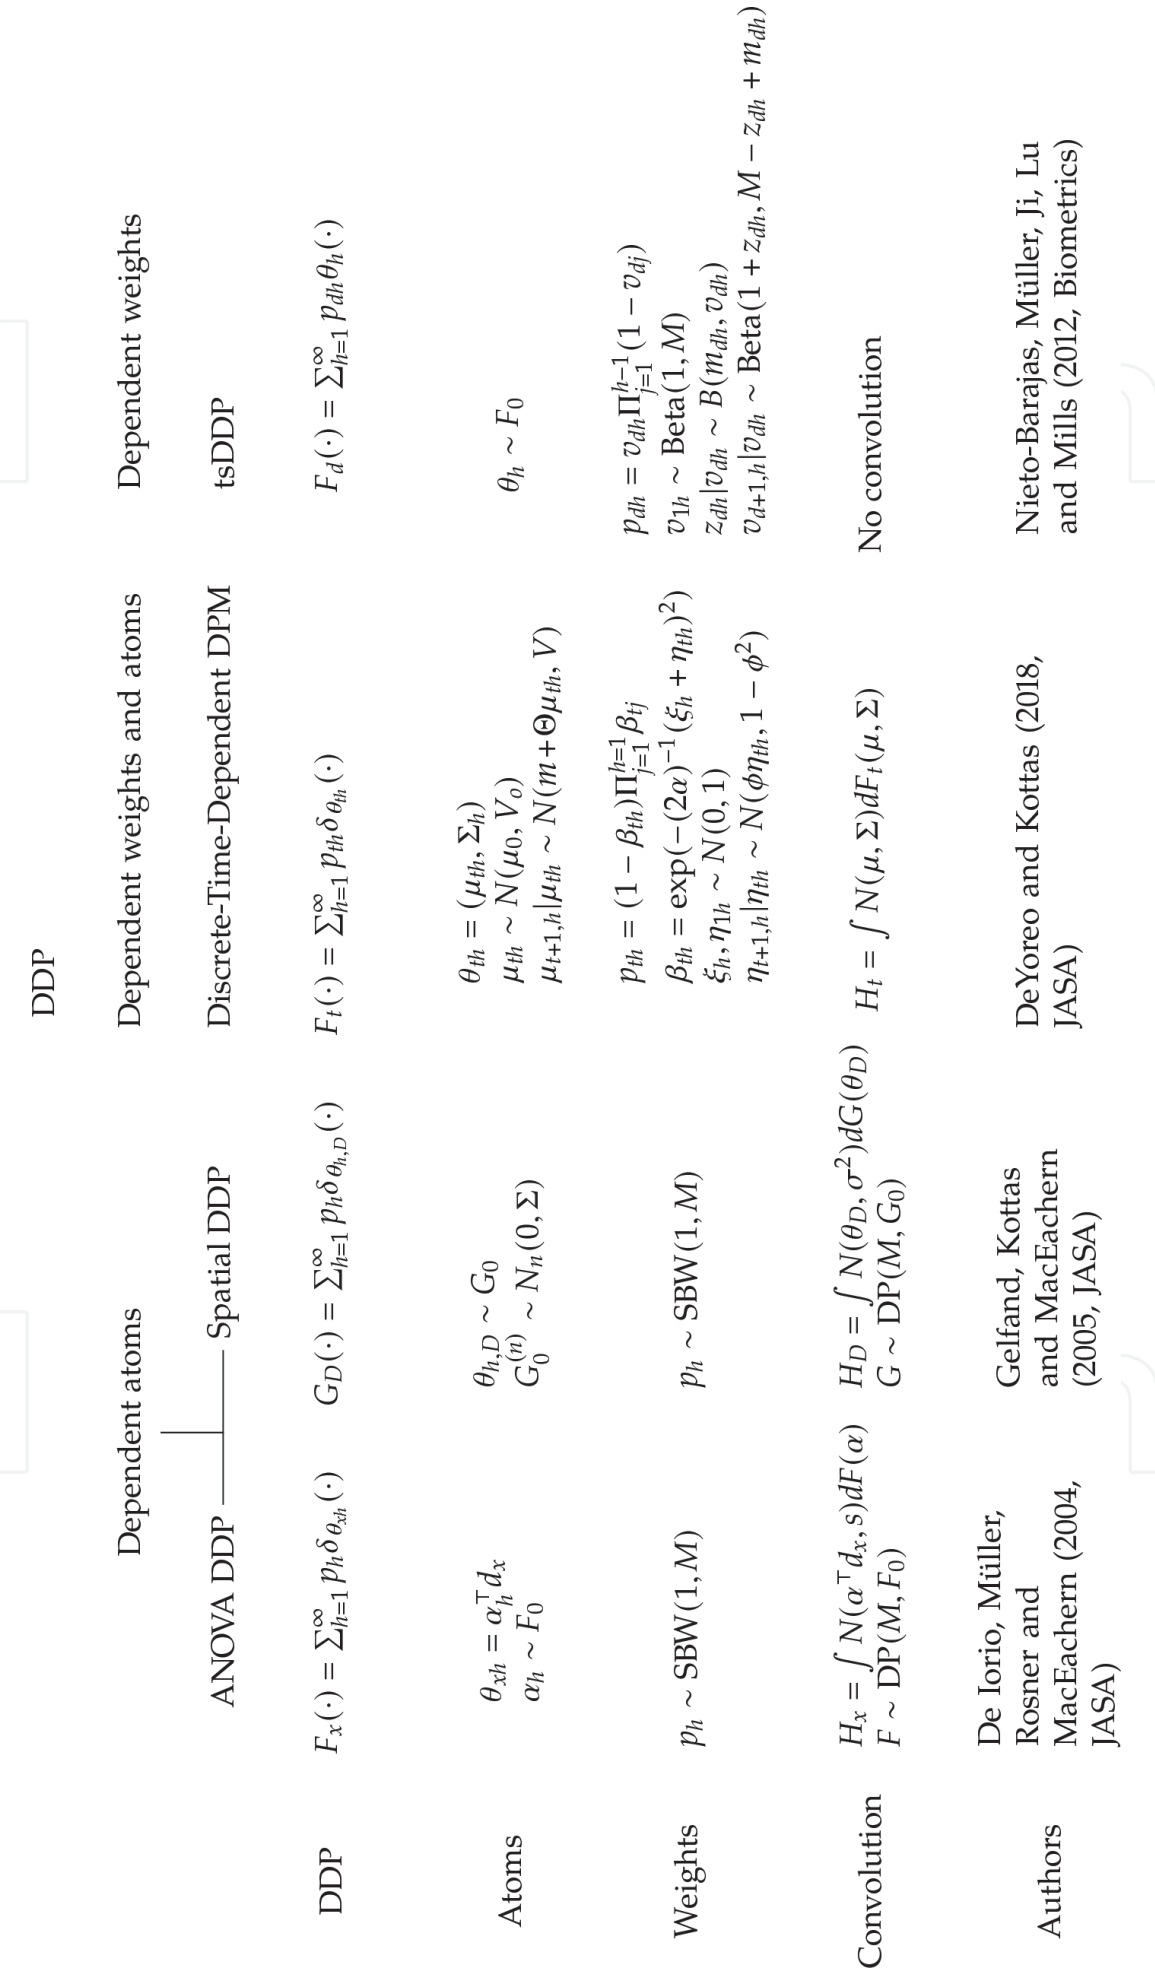 DDP
Dependent atoms
Dependent weights and atoms
Dependent weights
ANOVA DDP
Spatial DDP
Discrete-Time-Dependent DPM
tsDDP
DDP
F_x(·) = Σ_{h=1}^∞ p_h δ_{θ_{xh}}(·)
G_D(·) = Σ_{h=1}^∞ p_h δ_{θ_{h,D}}(·)
F_t(·) = Σ_{h=1}^∞ p_{th} δ_{θ_{th}}(·)
F_d(·) = Σ_{h=1}^∞ p_{dh} θ_h(·)
Atoms
θ_{xh} = α_h^⊤ d_x
α_h ∼ F_0
θ_{h,D} ∼ G_0
G_0^{(n)} ∼ N_n(0, Σ)
θ_{th} = (μ_{th}, Σ_h)
μ_{th} ∼ N(μ_0, V_o)
μ_{t+1,h}|μ_{th} ∼ N(m+Θμ_{th}, V)
θ_h ∼ F_0
Weights
p_h ∼ SBW(1, M)
p_h ∼ SBW(1, M)
p_{th} = (1 − β_{th})Π_{j=1}^{h=1} β_{tj}
β_{th} = exp(−(2α)^{−1}(ξ_h + η_{th})^2)
ξ_h, η_{1h} ∼ N(0, 1)
η_{t+1,h}|η_{th} ∼ N(φη_{th}, 1 − φ^2)
p_{dh} = v_{dh}Π_{j=1}^{h−1}(1 − v_{dj})
v_{1h} ∼ Beta(1, M)
z_{dh}|v_{dh} ∼ B(m_{dh}, v_{dh})
v_{d+1,h}|v_{dh} ∼ Beta(1 + z_{dh}, M − z_{dh} + m_{dh})
Convolution
H_x = ∫ N(α^⊤ d_x, s)dF(α)
F ∼ DP(M, F_0)
H_D = ∫ N(θ_D, σ^2)dG(θ_D)
G ∼ DP(M, G_0)
H_t = ∫ N(μ, Σ)dF_t(μ, Σ)
No convolution
Authors
De Iorio, Müller,
Rosner and
MacEachern (2004,
JASA)
Gelfand, Kottas
and MacEachern
(2005, JASA)
DeYoreo and Kottas (2018,
JASA)
Nieto-Barajas, Müller, Ji, Lu
and Mills (2012, Biometrics)